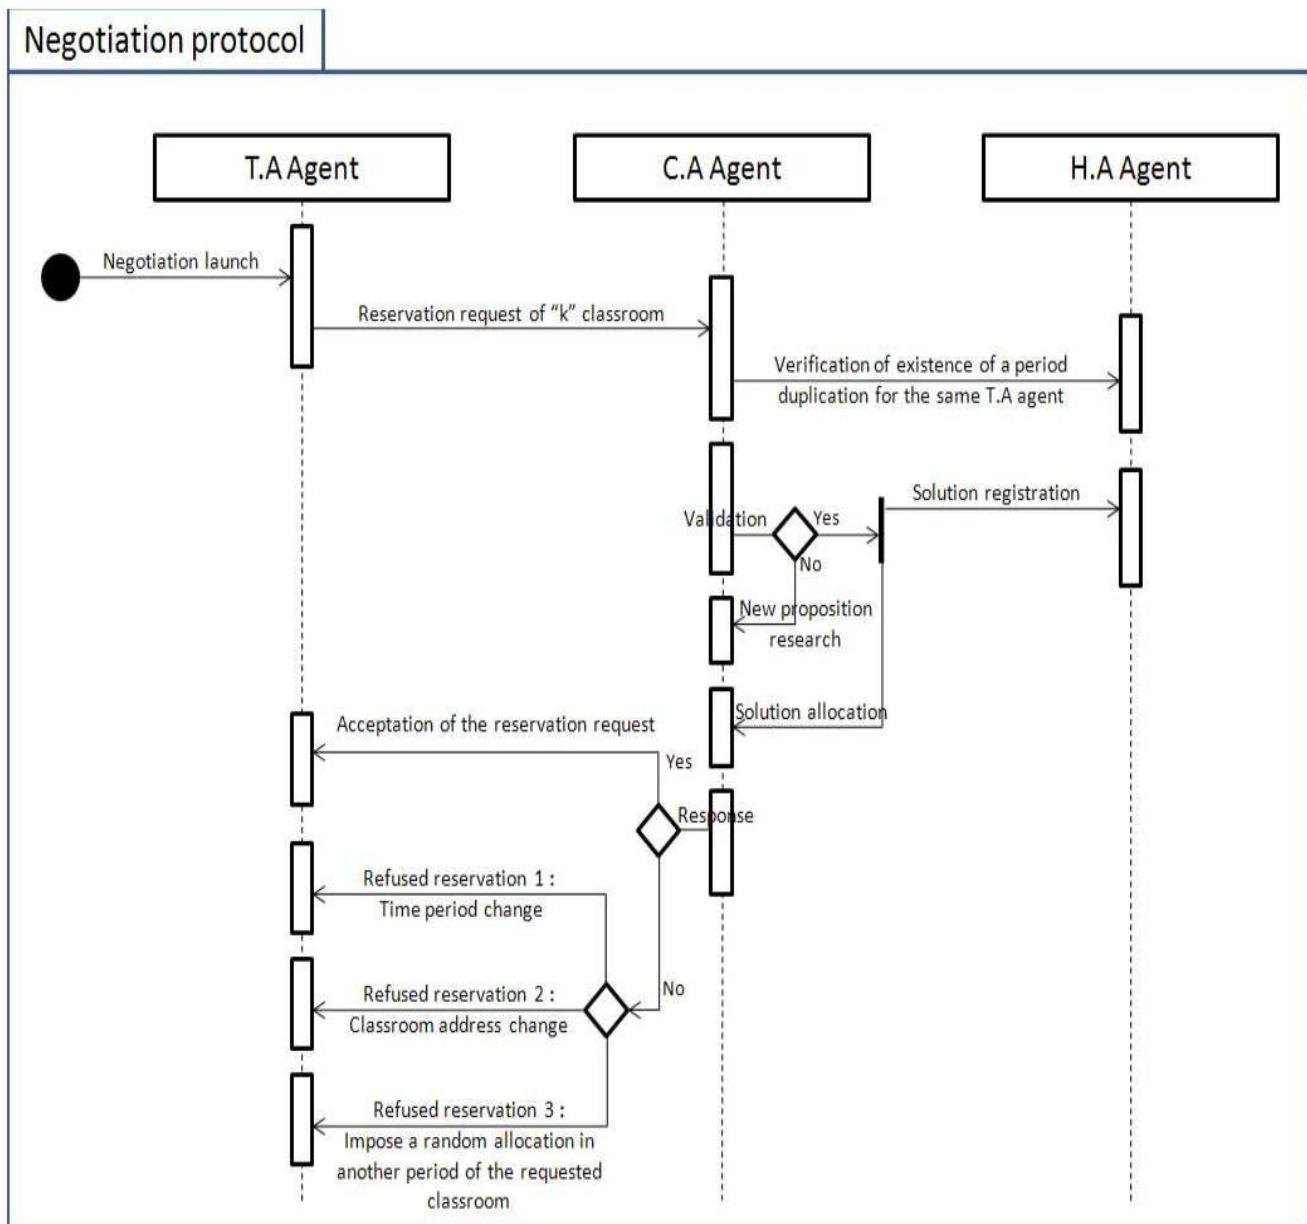 Negotiation protocol
T.A Agent
C.A Agent
H.A Agent
Negotiation launch
Reservation request of “k” classroom
Verification of existence of a period
duplication for the same T.A agent
Solution registration
Validation
Yes
No
New proposition
research
Solution allocation
Acceptation of the reservation request
Yes
Response
Refused reservation 1 :
Time period change
No
Refused reservation 2 :
Classroom address change
Refused reservation 3 :
Impose a random allocation in
another period of the requested
classroom